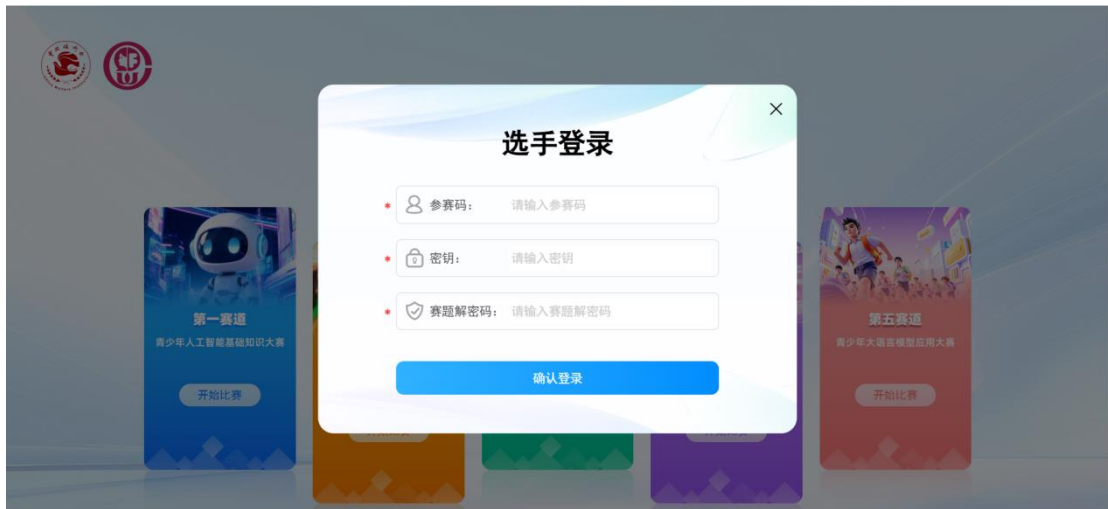 选手登录
* 参赛码： 请输入参赛码
* 密钥： 请输入密钥
* 赛题解密码： 请输入赛题解密码
确认登录
第一赛道
青少年人工智能基础知识大赛
开始比赛
第五赛道
青少年大语言模型应用大赛
开始比赛